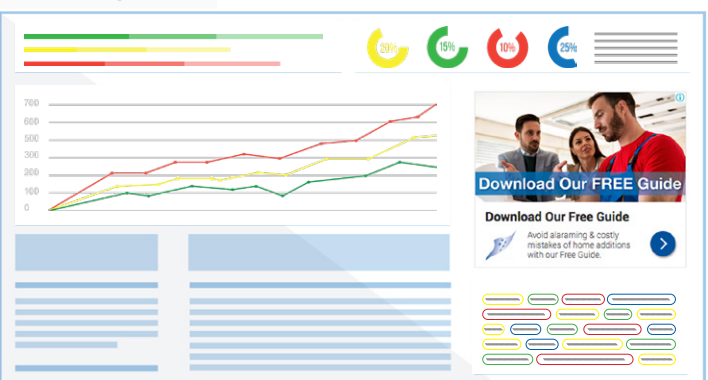 20% 15% 10% 25%
700
600
500
300
200
100
0
Download Our FREE Guide
Download Our Free Guide
Avoid alaraming & costly
mistakes of home additions
with our Free Guide.